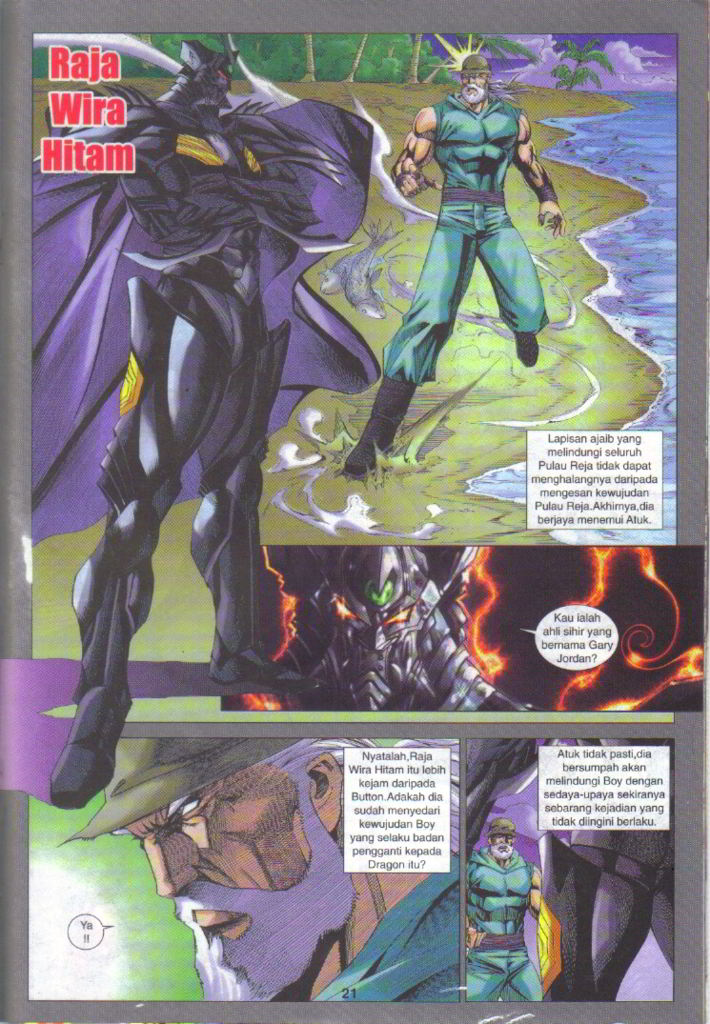 Raja
Wira
Hitam
Lapisan ajaib yang
melindungi seluruh
Pulau Reja tidak dapat
menghalangnya daripada
mengesan kewujudan
Pulau Reja.Akhirnya,dia
berjaya menemui Atuk.
Kau ialah
ahli sihir yang
bernama Gary
Jordan?
Nyatalah,Raja
Wira Hitam itu lebih
kejam daripada
Button.Adakah dia
sudah menyedari
kewujudan Boy
yang selaku badan
pengganti kepada
Dragon itu?
Ya
!!
Atuk tidak pasti,dia
bersumpah akan
melindungi Boy dengan
sedaya-upaya sekiranya
sebarang kejadian yang
tidak diingini berlaku.
21